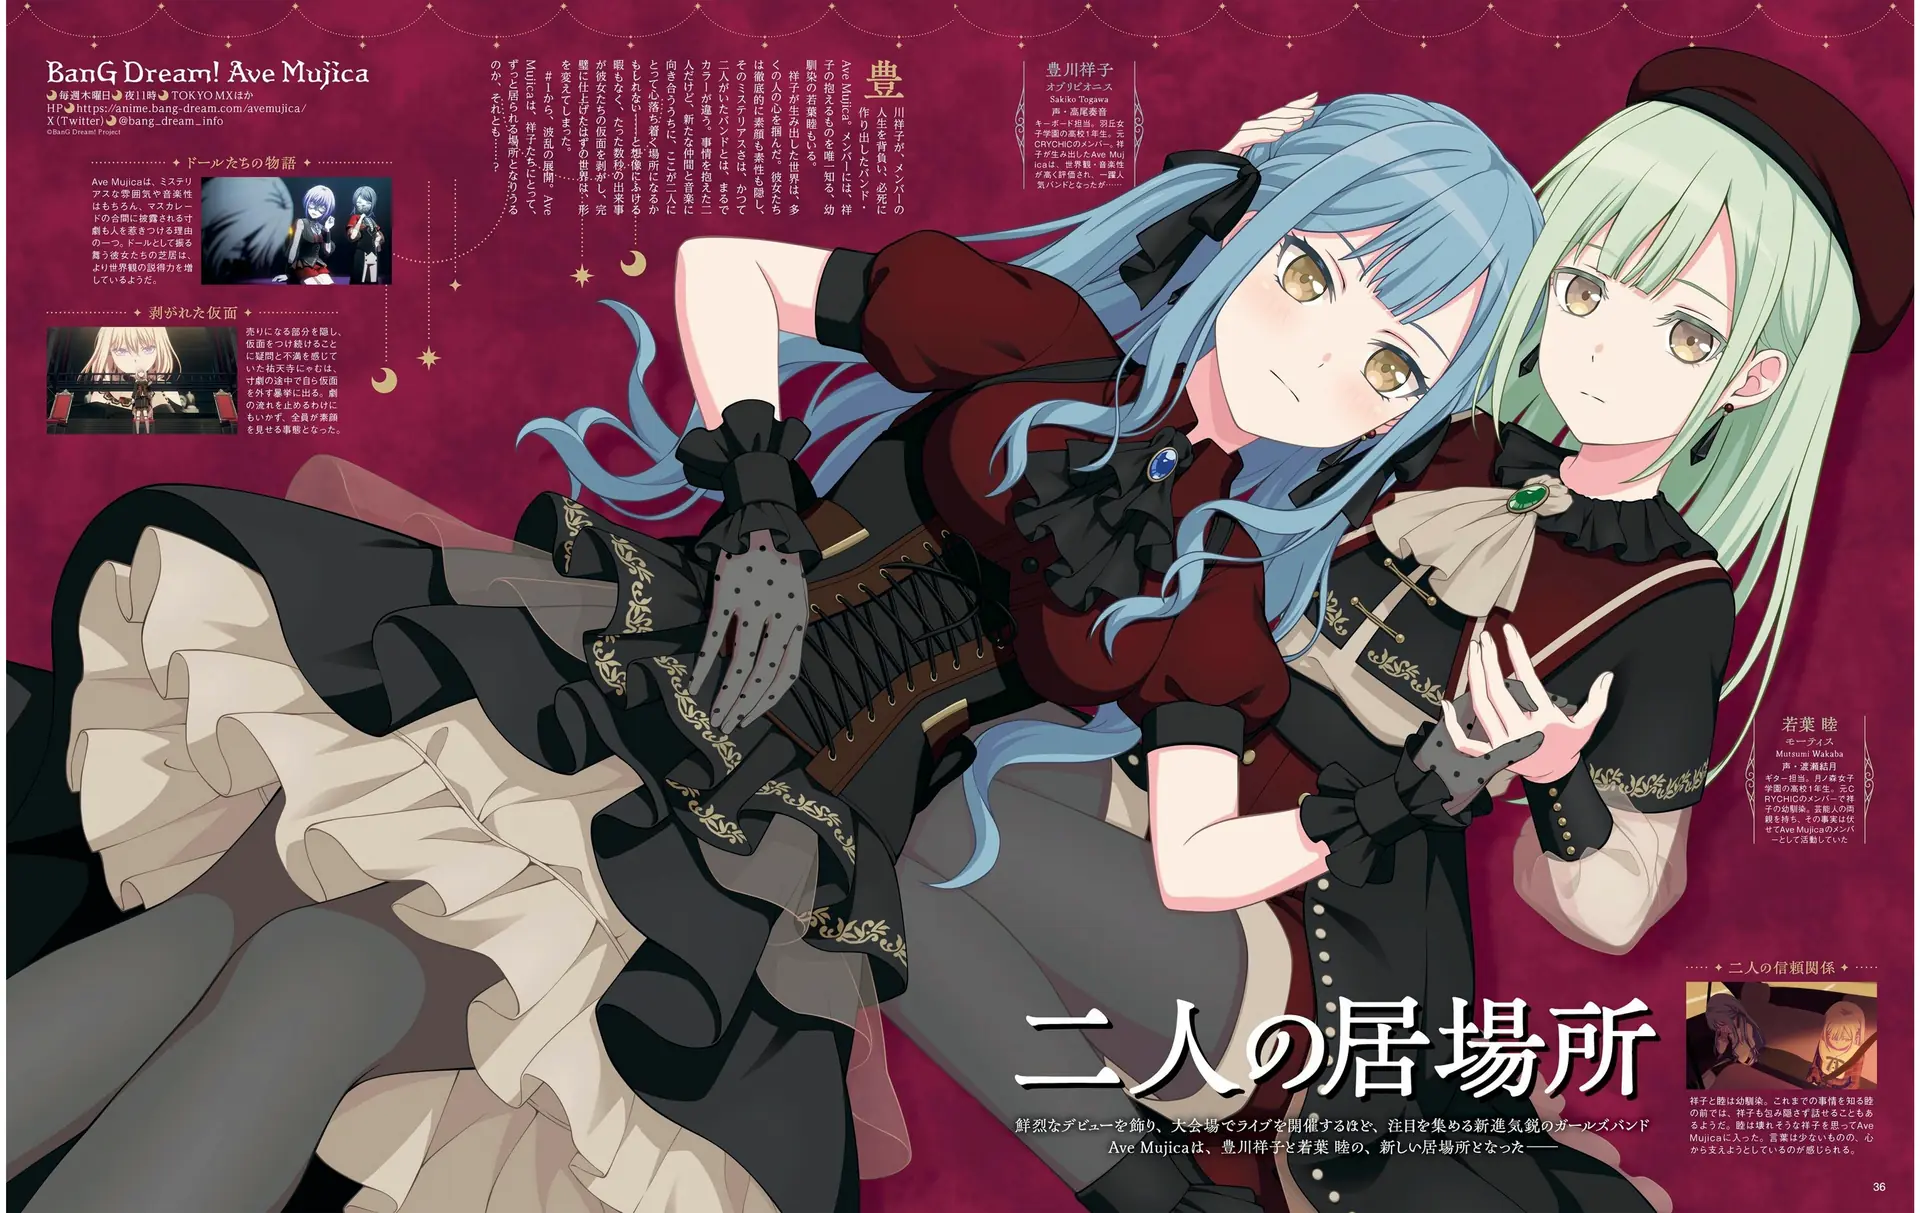 BanG Dream! Ave Mujica
毎週木曜日 夜11時 TOKYO MXほか
HP https://anime.bang-dream.com/avemujica/
X(Twitter) @bang_dream_info
©BanG Dream! Project
ドールたちの物語
Ave Mujicaは、ミステリ
アスな雰囲気や音楽性
はもちろん、マスカレー
ドの合間に披露される寸
劇も人を惹きつける理由
の一つ。ドールとして振る
舞う彼女たちの芝居は、
より世界観の説得力を増
しているようだ。
剥がれた仮面
売りになる部分を隠し、
仮面をつけ続けること
に疑問と不満を感じて
いた祐天寺にゃむは、
寸劇の途中で自ら仮面
を外す暴挙に出る。劇
の流れを止めるわけに
もいかず、全員が素顔
を見せる事態となった。
豊川祥子が、メンバーの
人生を背負い、必死に
作り出したバンド・
Ave Mujica。メンバーには、祥
子の抱えるものを唯一知る、幼
馴染の若葉睦もいる。
祥子が生み出した世界は、多
くの人の心を掴んだ。彼女たち
は徹底的に素顔も素性も隠し、
そのミステリアスさは、かつて
二人がいたバンドとは、まるで
カラーが違う。事情を抱えた二
人だけど、新たな仲間と音楽に
向き合ううちに、ここが二人に
とって心落ち着く場所になるか
もしれない……と想像にふける
暇もなく、たった数秒の出来事
が彼女たちの仮面を剥がし、完
璧に仕上げたはずの世界は、形
を変えてしまった。
#1から、波乱の展開。Ave
Mujicaは、祥子たちにとって、
ずっと居られる場所となりうる
のか、それとも……？
豊川祥子
オブリビオニス
Sakiko Togawa
声・高尾奏音
キーボード担当。羽丘女
子学園の高校1年生。元
CRYCHICのメンバー。祥
子が生み出したAve Muj
icaは、世界観・音楽性
が高く評価され、一躍人
気バンドとなったが……
若葉 睦
モーティス
Mutsumi Wakaba
声・渡瀬結月
ギター担当。月ノ森女子
学園の高校1年生。元C
RYCHICのメンバーで祥
子の幼馴染。芸能人の両
親を持ち、その事実は伏
せてAve Mujicaのメンバ
ーとして活動していた
二人の信頼関係
祥子と睦は幼馴染。これまでの事情を知る睦
の前では、祥子も包み隠さず話せることもあ
るようだ。睦は壊れそうな祥子を思ってAve
Mujicaに入った。言葉は少ないものの、心
から支えようとしているのが感じられる。
二人の居場所
鮮烈なデビューを飾り、大会場でライブを開催するほど、注目を集める新進気鋭のガールズバンド
Ave Mujicaは、豊川祥子と若葉 睦の、新しい居場所となった――
36